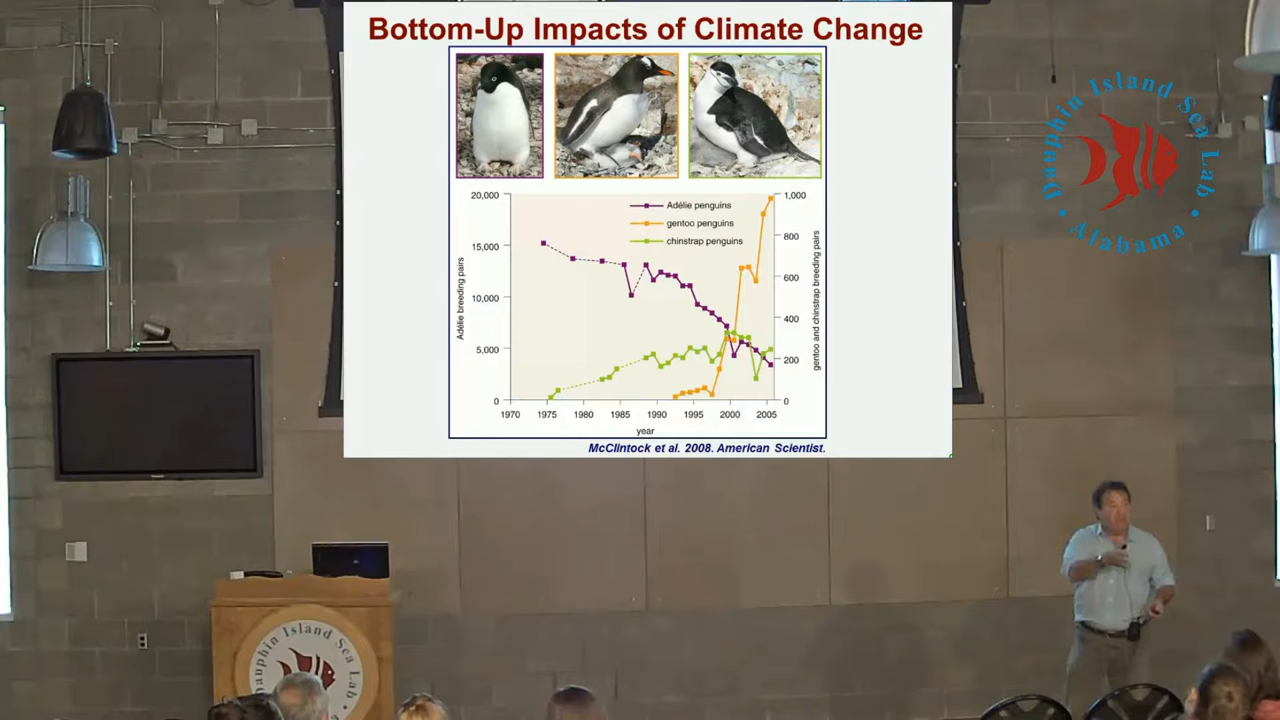 Bottom-Up Impacts of Climate Change
20,000
15,000
10,000
5,000
0
Adélie breeding pairs
Adélie penguins
gentoo penguins
chinstrap penguins
1,000
800
600
400
200
0
gentoo and chinstrap breeding pairs
1970 1975 1980 1985 1990 1995 2000 2005
year
McClintock et al. 2008. American Scientist.
Dauphin Island Sea Lab
Alabama
Dauphin Island Sea Lab